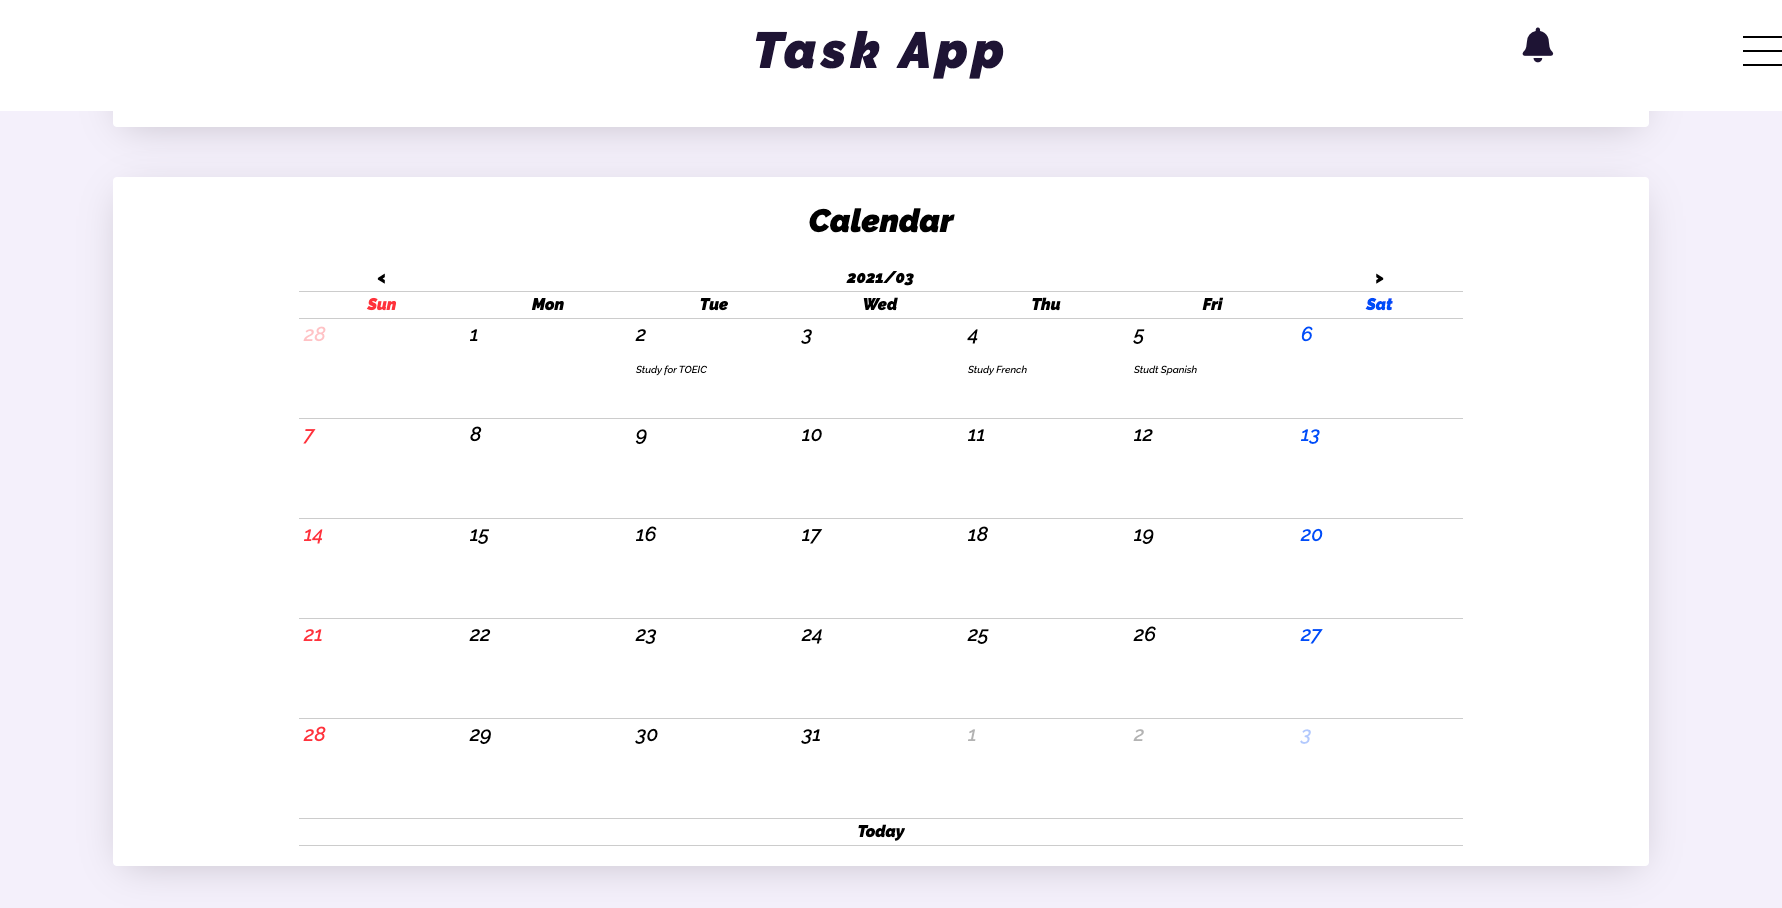 Task App
Calendar
< 2021/03 >
Sun Mon Tue Wed Thu Fri Sat
28 1 2 3 4 5 6
Study for TOEIC Study French Studt Spanish
7 8 9 10 11 12 13
14 15 16 17 18 19 20
21 22 23 24 25 26 27
28 29 30 31 1 2 3
Today